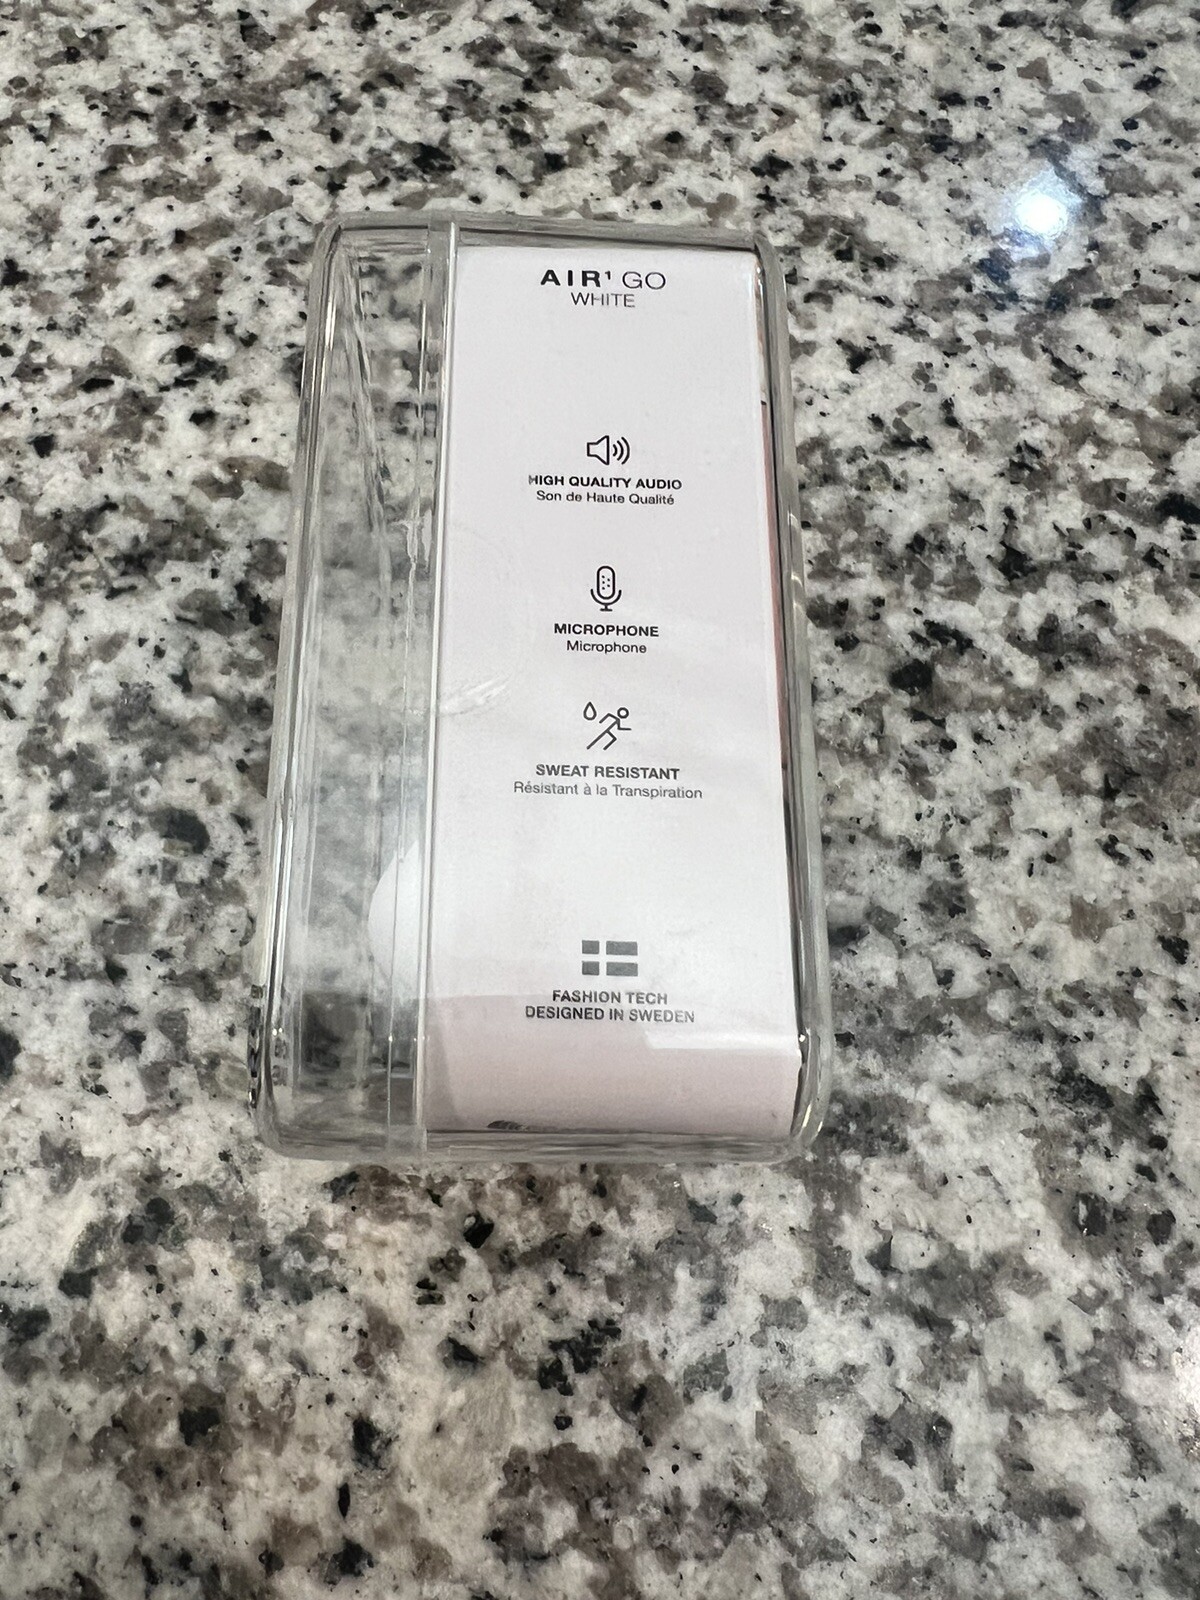 AIR¹ GO
WHITE
HIGH QUALITY AUDIO
Son de Haute Qualité
MICROPHONE
Microphone
SWEAT RESISTANT
Résistant à la Transpiration
FASHION TECH
DESIGNED IN SWEDEN